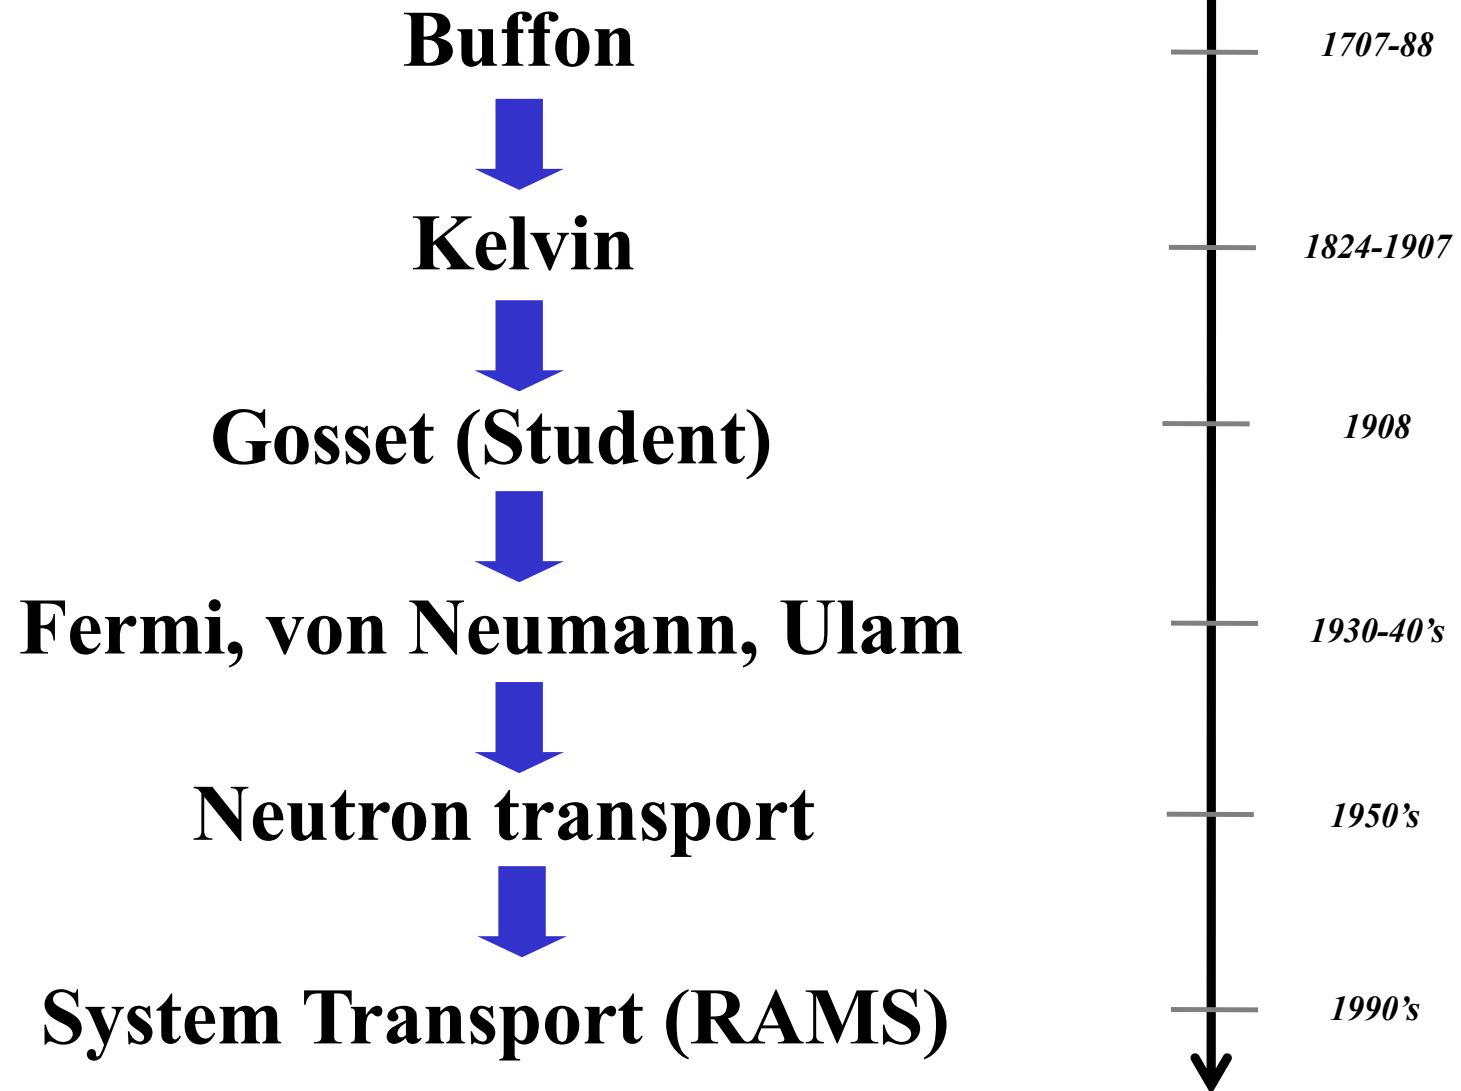 Buffon
1707-88
Kelvin
1824-1907
Gosset (Student)
1908
Fermi, von Neumann, Ulam
1930-40’s
Neutron transport
1950’s
System Transport (RAMS)
1990’s